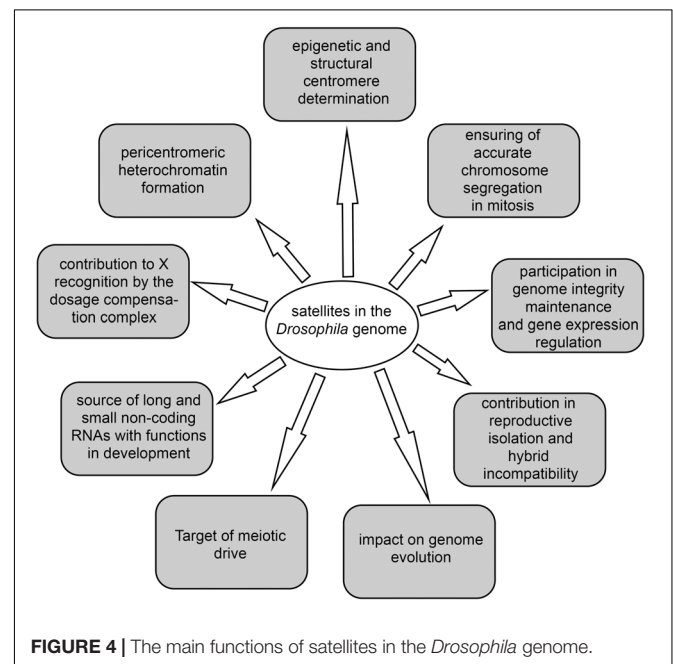 epigenetic and
structural
centromere
determination
pericentromeric
heterochromatin
formation
ensuring of
accurate
chromosome
segregation
in mitosis
contribution to X
recognition by the
dosage compensa-
tion complex
satellites in the
Drosophila genome
participation in
genome integrity
maintenance
and gene expression
regulation
source of long and
small non-coding
RNAs with functions
in development
contribution in
reproductive
isolation and
hybrid
incompatibility
Target of meiotic
drive
impact on genome
evolution
FIGURE 4 | The main functions of satellites in the Drosophila genome.